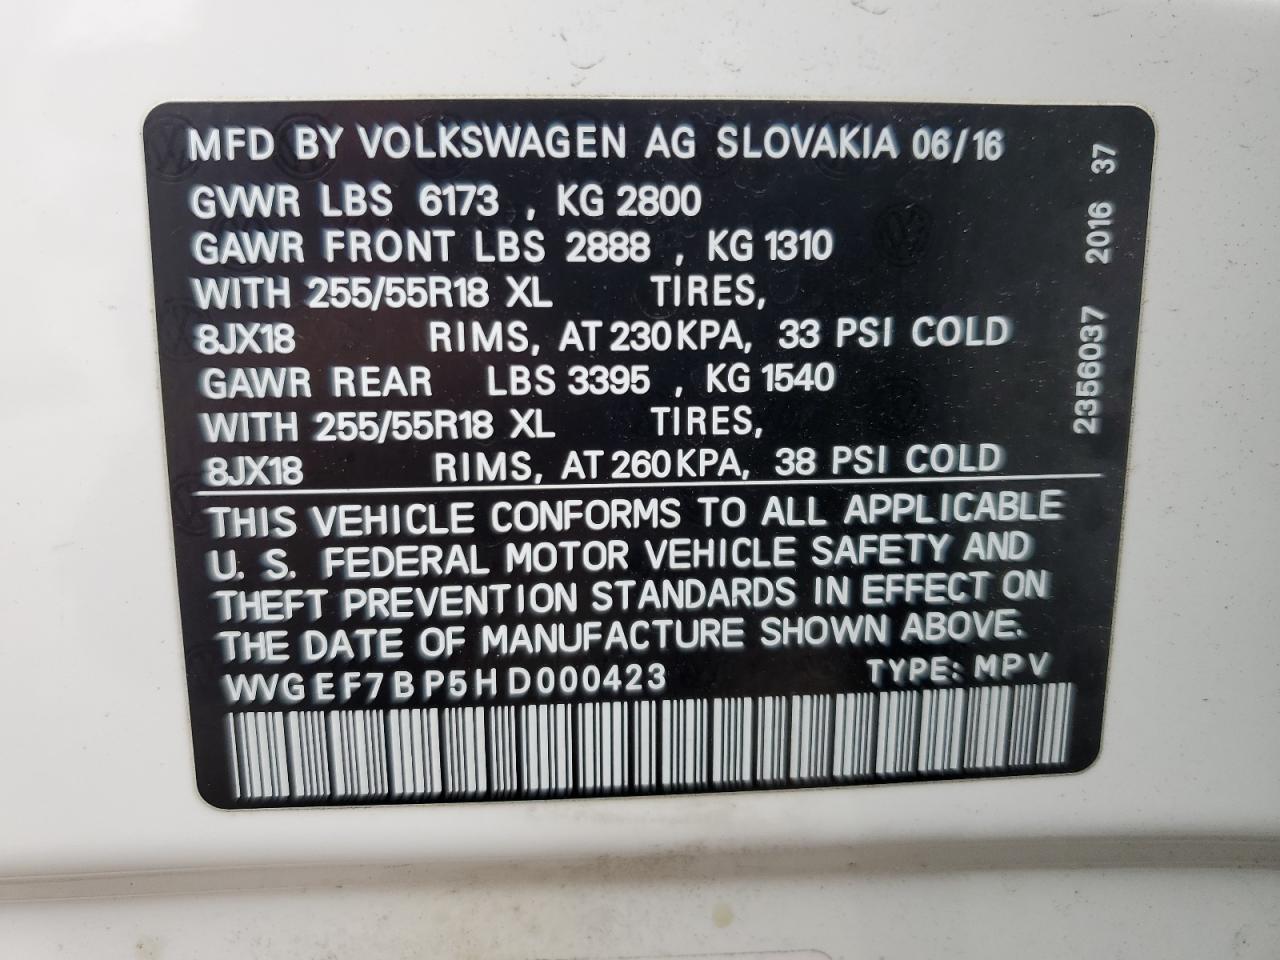 MFD BY VOLKSWAGEN AG SLOVAKIA 06/16
GVWR LBS 6173 , KG 2800
GAWR FRONT LBS 2888 , KG 1310
WITH 255/55R18 XL TIRES,
8JX18 RIMS, AT 230KPA, 33 PSI COLD
GAWR REAR LBS 3395 , KG 1540
WITH 255/55R18 XL TIRES,
8JX18 RIMS, AT 260KPA, 38 PSI COLD
THIS VEHICLE CONFORMS TO ALL APPLICABLE
U. S. FEDERAL MOTOR VEHICLE SAFETY AND
THEFT PREVENTION STANDARDS IN EFFECT ON
THE DATE OF MANUFACTURE SHOWN ABOVE.
WVGEF7BP5HD000423 TYPE: MPV
2356037 2016 37